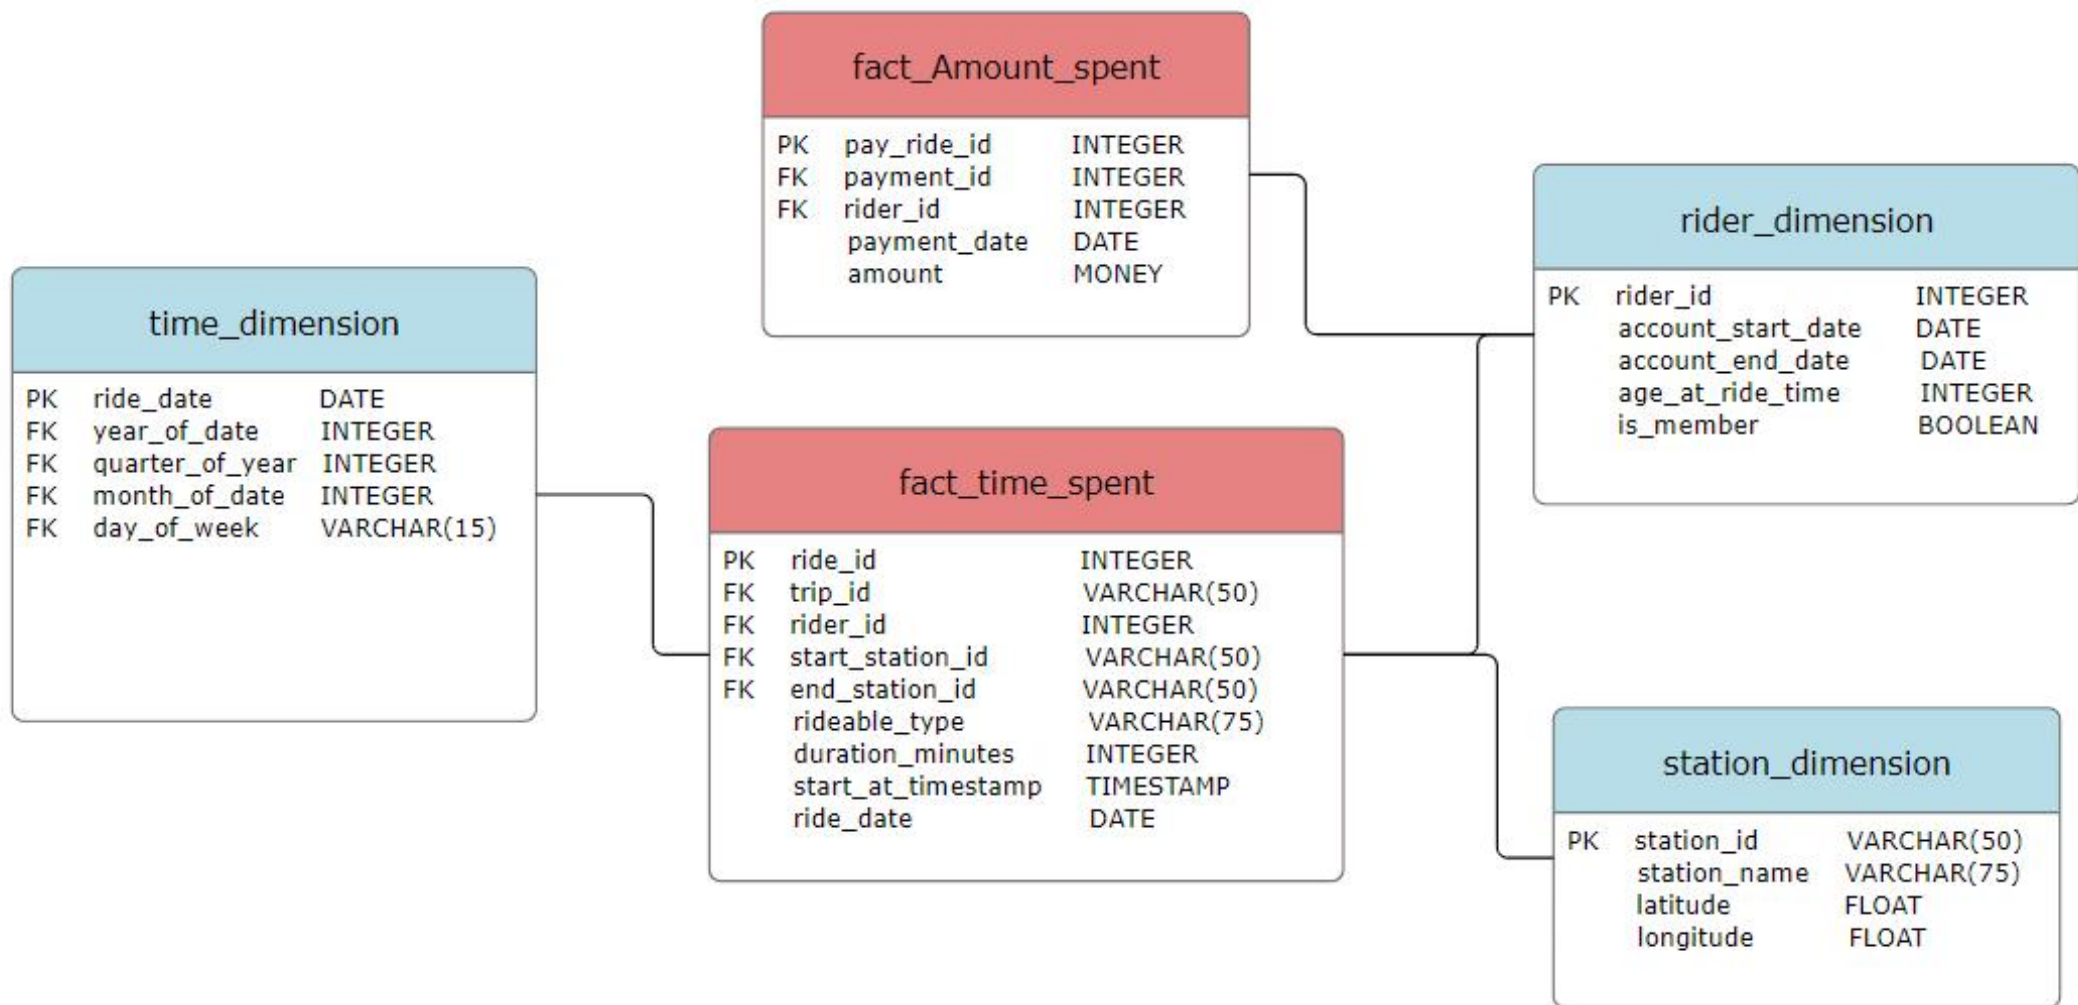 fact_Amount_spent
PK pay_ride_id INTEGER
FK payment_id INTEGER
FK rider_id INTEGER
payment_date DATE
amount MONEY
rider_dimension
PK rider_id INTEGER
account_start_date DATE
account_end_date DATE
age_at_ride_time INTEGER
is_member BOOLEAN
time_dimension
PK ride_date DATE
FK year_of_date INTEGER
FK quarter_of_year INTEGER
FK month_of_date INTEGER
FK day_of_week VARCHAR(15)
fact_time_spent
PK ride_id INTEGER
FK trip_id VARCHAR(50)
FK rider_id INTEGER
FK start_station_id VARCHAR(50)
FK end_station_id VARCHAR(50)
rideable_type VARCHAR(75)
duration_minutes INTEGER
start_at_timestamp TIMESTAMP
ride_date DATE
station_dimension
PK station_id VARCHAR(50)
station_name VARCHAR(75)
latitude FLOAT
longitude FLOAT